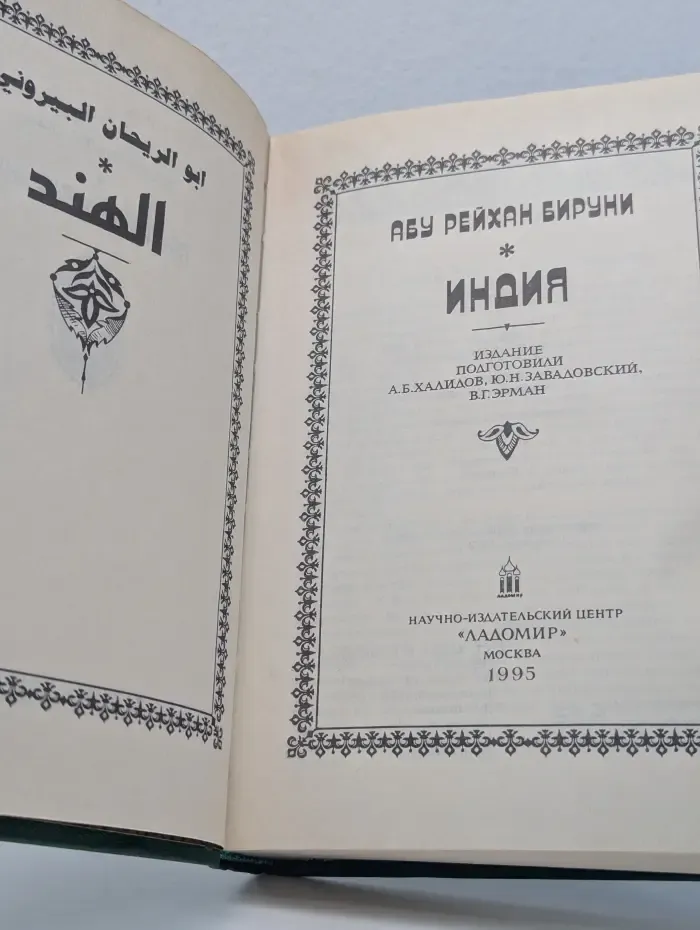 ابو الريحان البيروني
*
الهند
АБУ РЕЙХАН БИРУНИ
*
ИНДИЯ
ИЗДАНИЕ
ПОДГОТОВИЛИ
А.Б.ХАЛИДОВ, Ю.Н.ЗАВАДОВСКИЙ,
В.Г.ЭРМАН
ЛАДОМИР
НАУЧНО-ИЗДАТЕЛЬСКИЙ ЦЕНТР
«ЛАДОМИР»
МОСКВА
1995